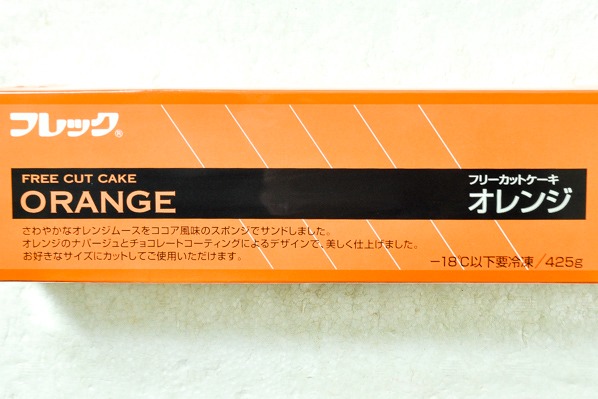 フレック®
FREE CUT CAKE
ORANGE
フリーカットケーキ
オレンジ
さわやかなオレンジムースをココア風味のスポンジでサンドしました。
オレンジのナパージュとチョコレートコーティングによるデザインで、美しく仕上げました。
お好きなサイズにカットしてご使用いただけます。
−18℃以下要冷凍/425g